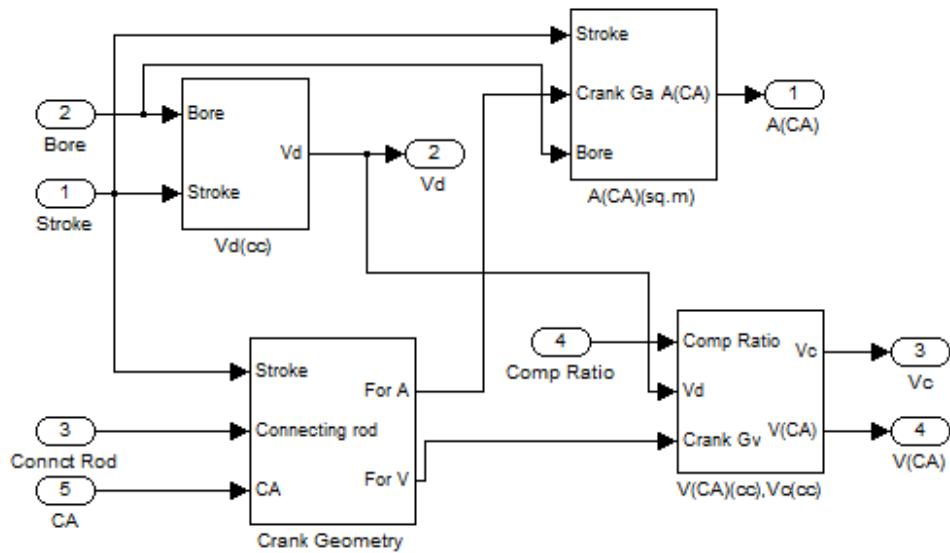 Stroke
Crank Ga A(CA)
Bore
A(CA)(sq.m)
1
A(CA)
2
Bore
1
Stroke
Bore
Vd
Stroke
Vd(cc)
2
Vd
Stroke
For A
Connecting rod
For V
CA
Crank Geometry
3
Connct Rod
5
CA
4
Comp Ratio
Comp Ratio
Vc
Vd
V(CA)
Crank Gv
V(CA)(cc),Vc(cc)
3
Vc
4
V(CA)